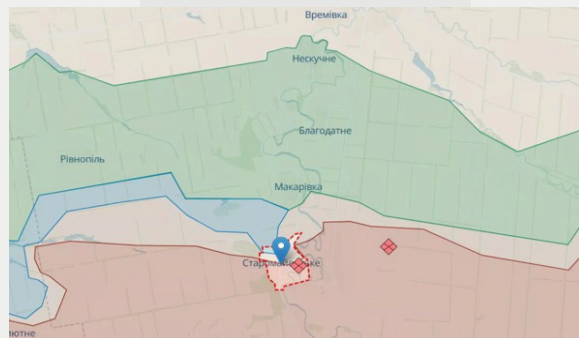 Времівка
Нескучне
Благодатне
Рівнопіль
Макарівка